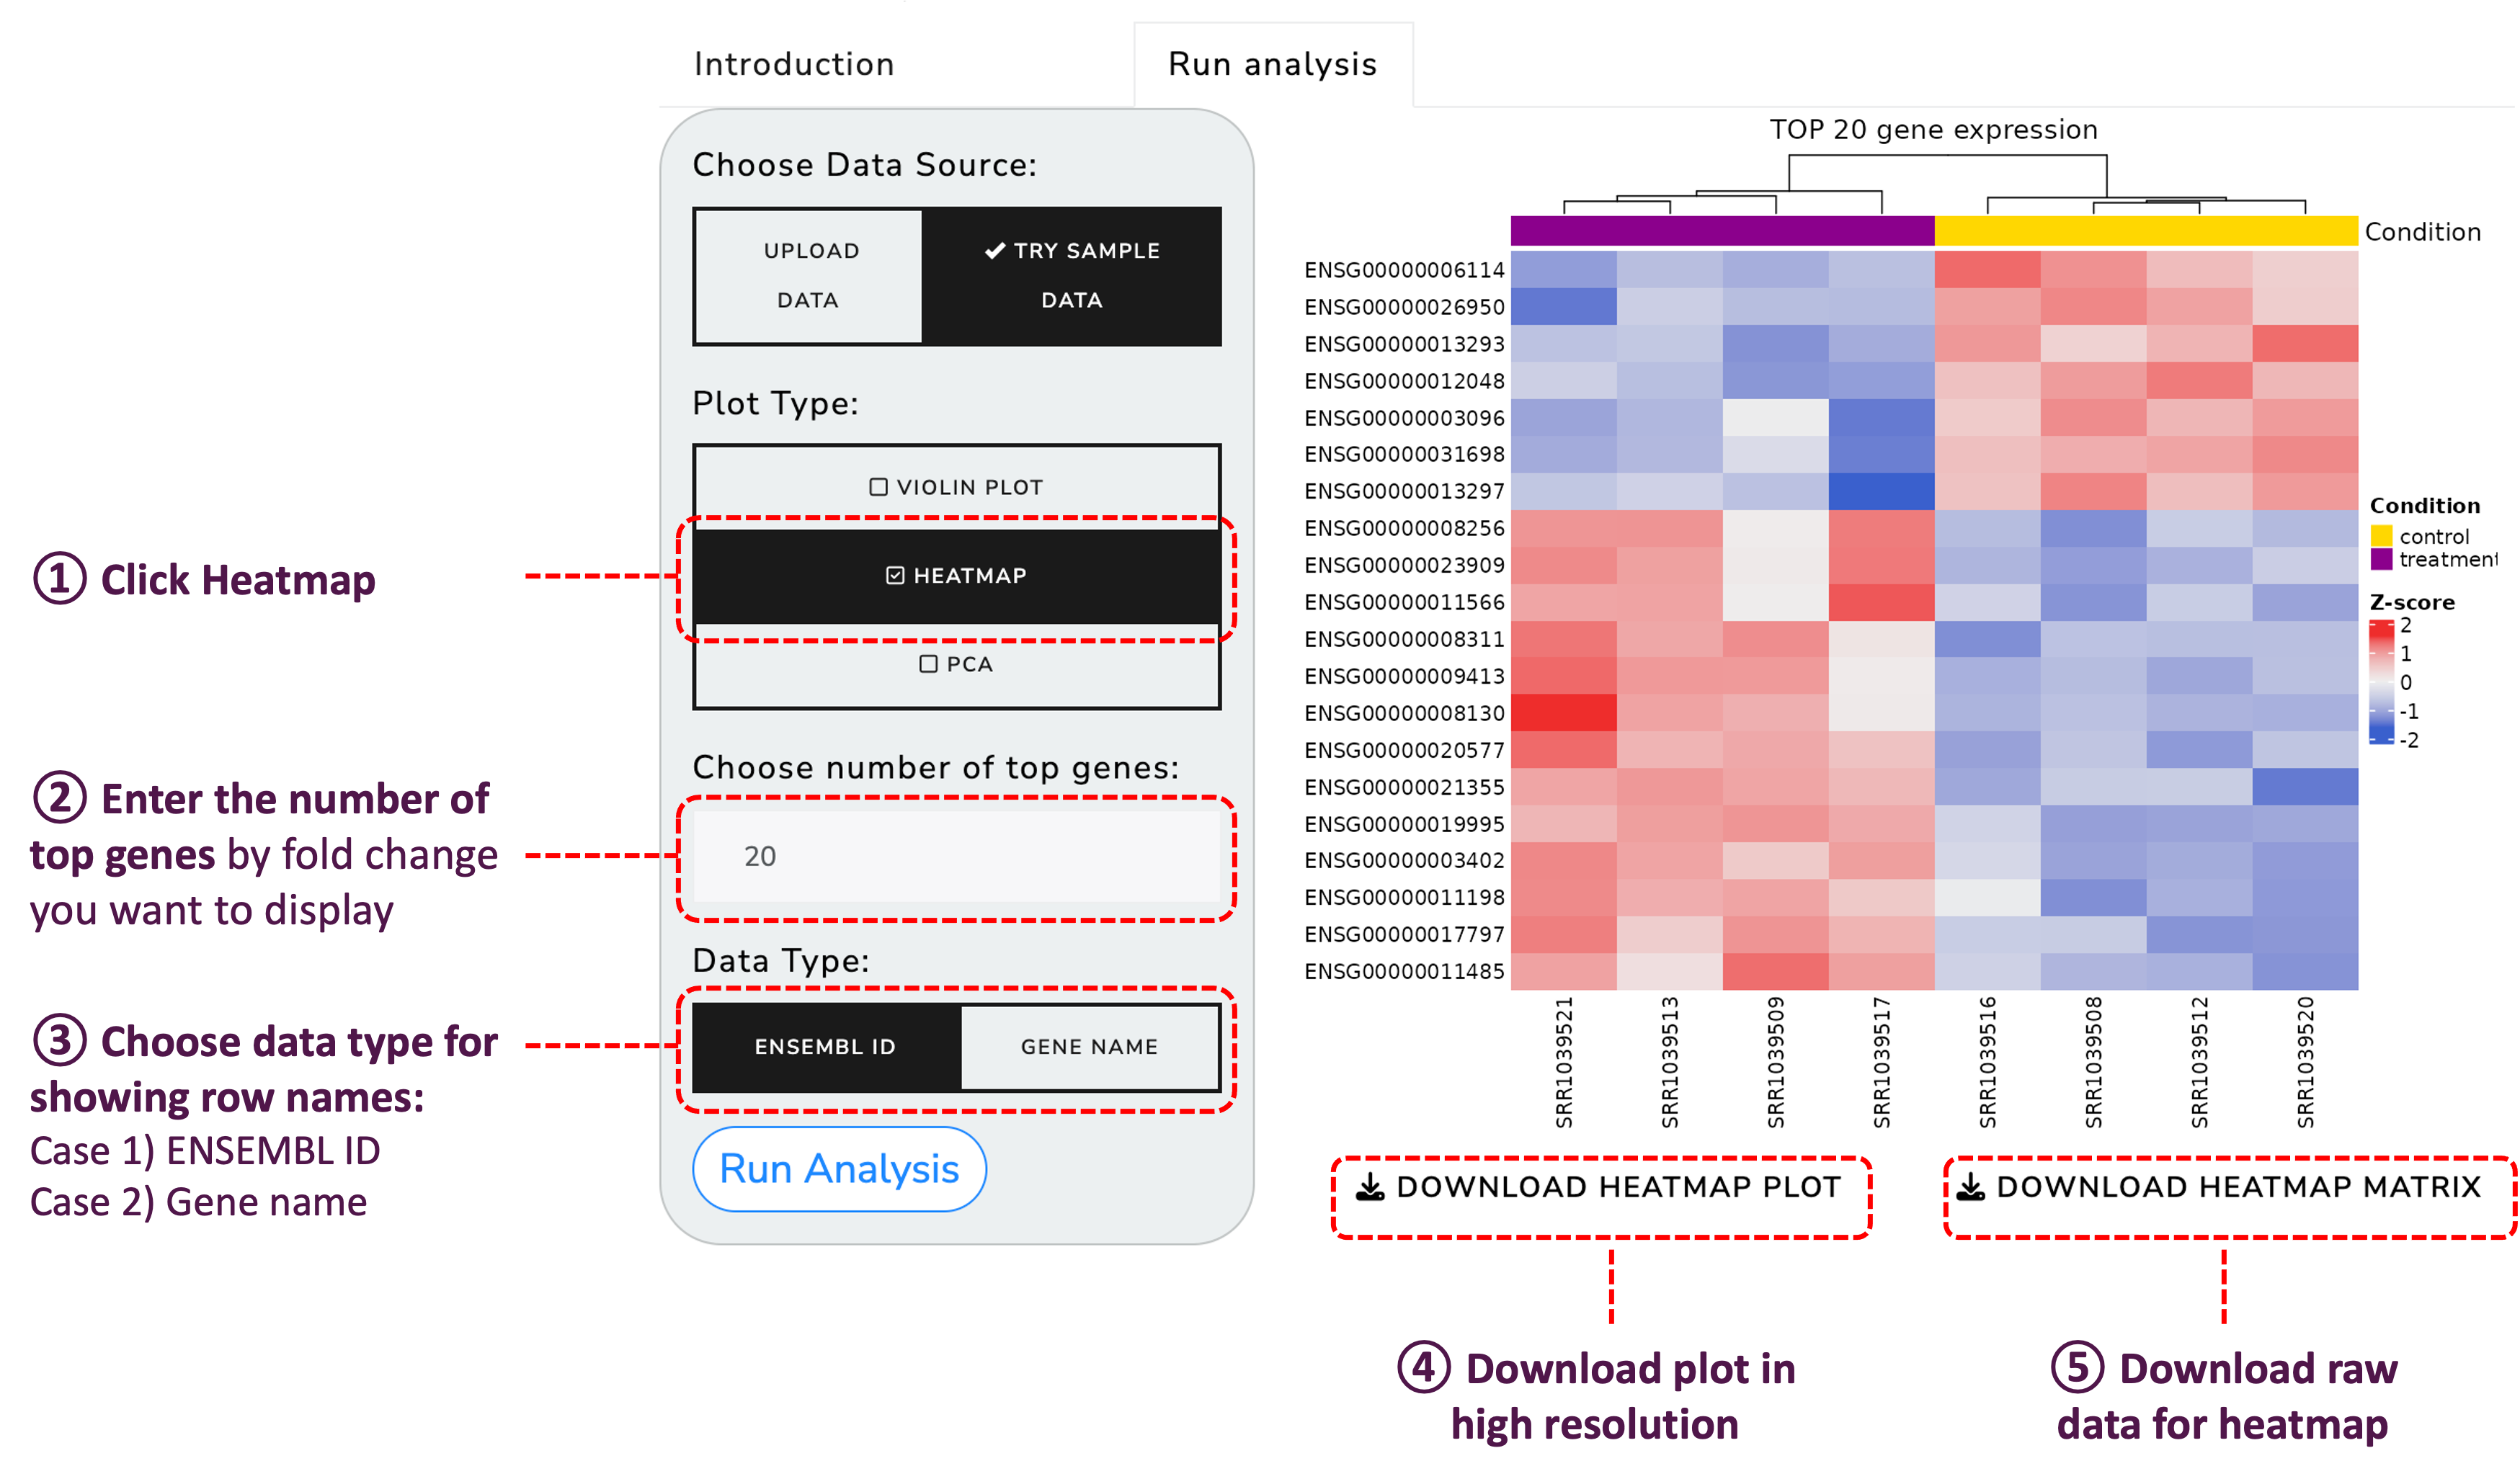 Introduction
Run analysis
Choose Data Source:
UPLOAD
DATA
TRY SAMPLE
DATA
Plot Type:
VIOLIN PLOT
HEATMAP
PCA
Choose number of top genes:
20
Data Type:
ENSEMBL ID
GENE NAME
Run Analysis
① Click Heatmap
② Enter the number of
top genes by fold change
you want to display
③ Choose data type for
showing row names:
Case 1) ENSEMBL ID
Case 2) Gene name
TOP 20 gene expression
Condition
ENSG00000006114
ENSG00000026950
ENSG00000013293
ENSG00000012048
ENSG00000003096
ENSG00000031698
ENSG00000013297
ENSG00000008256
ENSG00000023909
ENSG00000011566
ENSG00000008311
ENSG00000009413
ENSG00000008130
ENSG00000020577
ENSG00000021355
ENSG00000019995
ENSG00000003402
ENSG00000011198
ENSG00000017797
ENSG00000011485
SRR1039521
SRR1039513
SRR1039509
SRR1039517
SRR1039516
SRR1039508
SRR1039512
SRR1039520
Condition
control
treatment
Z-score
2
1
0
-1
-2
DOWNLOAD HEATMAP PLOT
DOWNLOAD HEATMAP MATRIX
④ Download plot in
high resolution
⑤ Download raw
data for heatmap